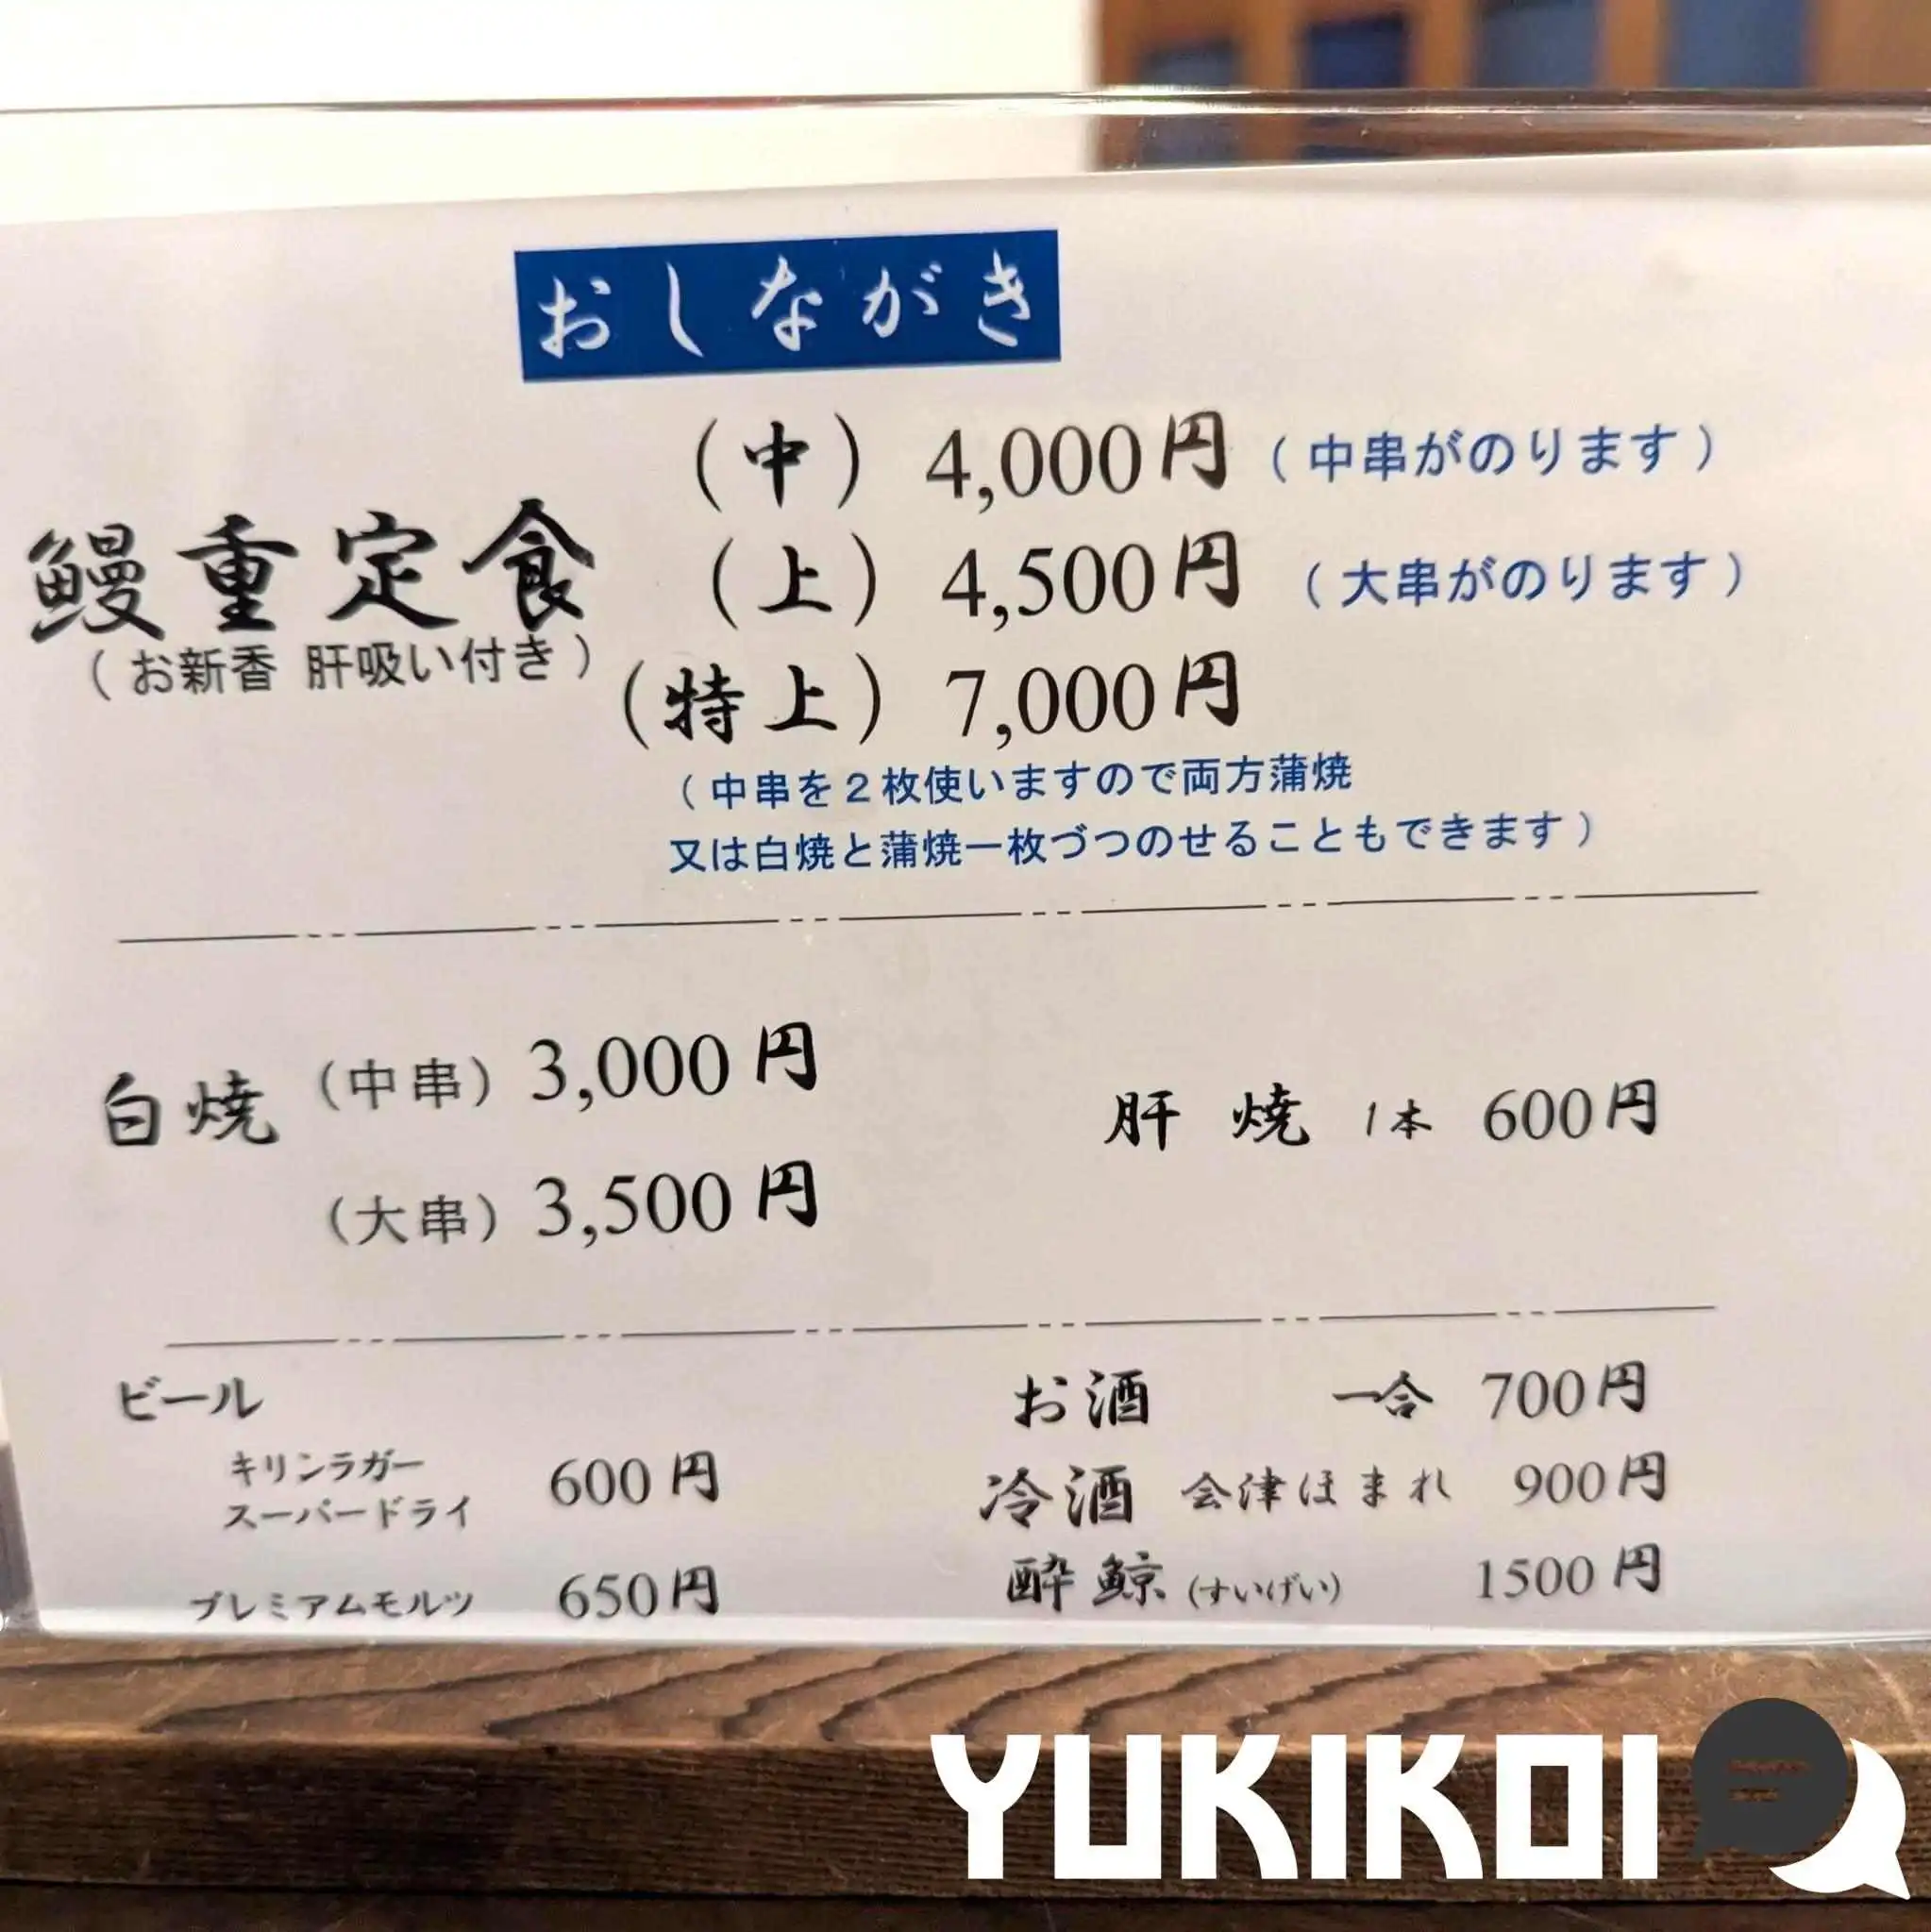 おしながき
(中) 4,000円 (中串がのります)
鰻重定食 (上) 4,500円 (大串がのります)
(お新香 肝吸い付き)
(特上) 7,000円
(中串を2枚使いますので両方蒲焼
又は白焼と蒲焼一枚づつのせることもできます)
白焼 (中串) 3,000円
(大串) 3,500円
肝焼 1本 600円
ビール
キリンラガー
スーパードライ 600円
プレミアムモルツ 650円
お酒 一合 700円
冷酒 会津ほまれ 900円
酔鯨 (すいげい) 1500円
YUKIKOI